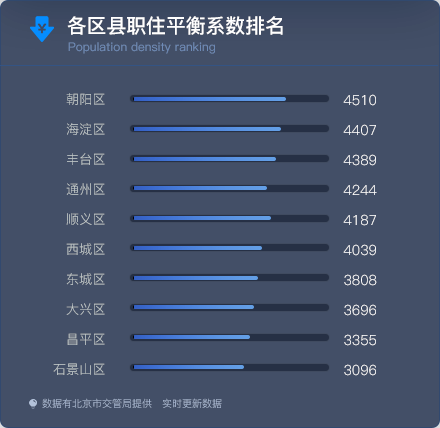 各区县职住平衡系数排名
Population density ranking
朝阳区 4510
海淀区 4407
丰台区 4389
通州区 4244
顺义区 4187
西城区 4039
东城区 3808
大兴区 3696
昌平区 3355
石景山区 3096
数据有北京市交管局提供 实时更新数据